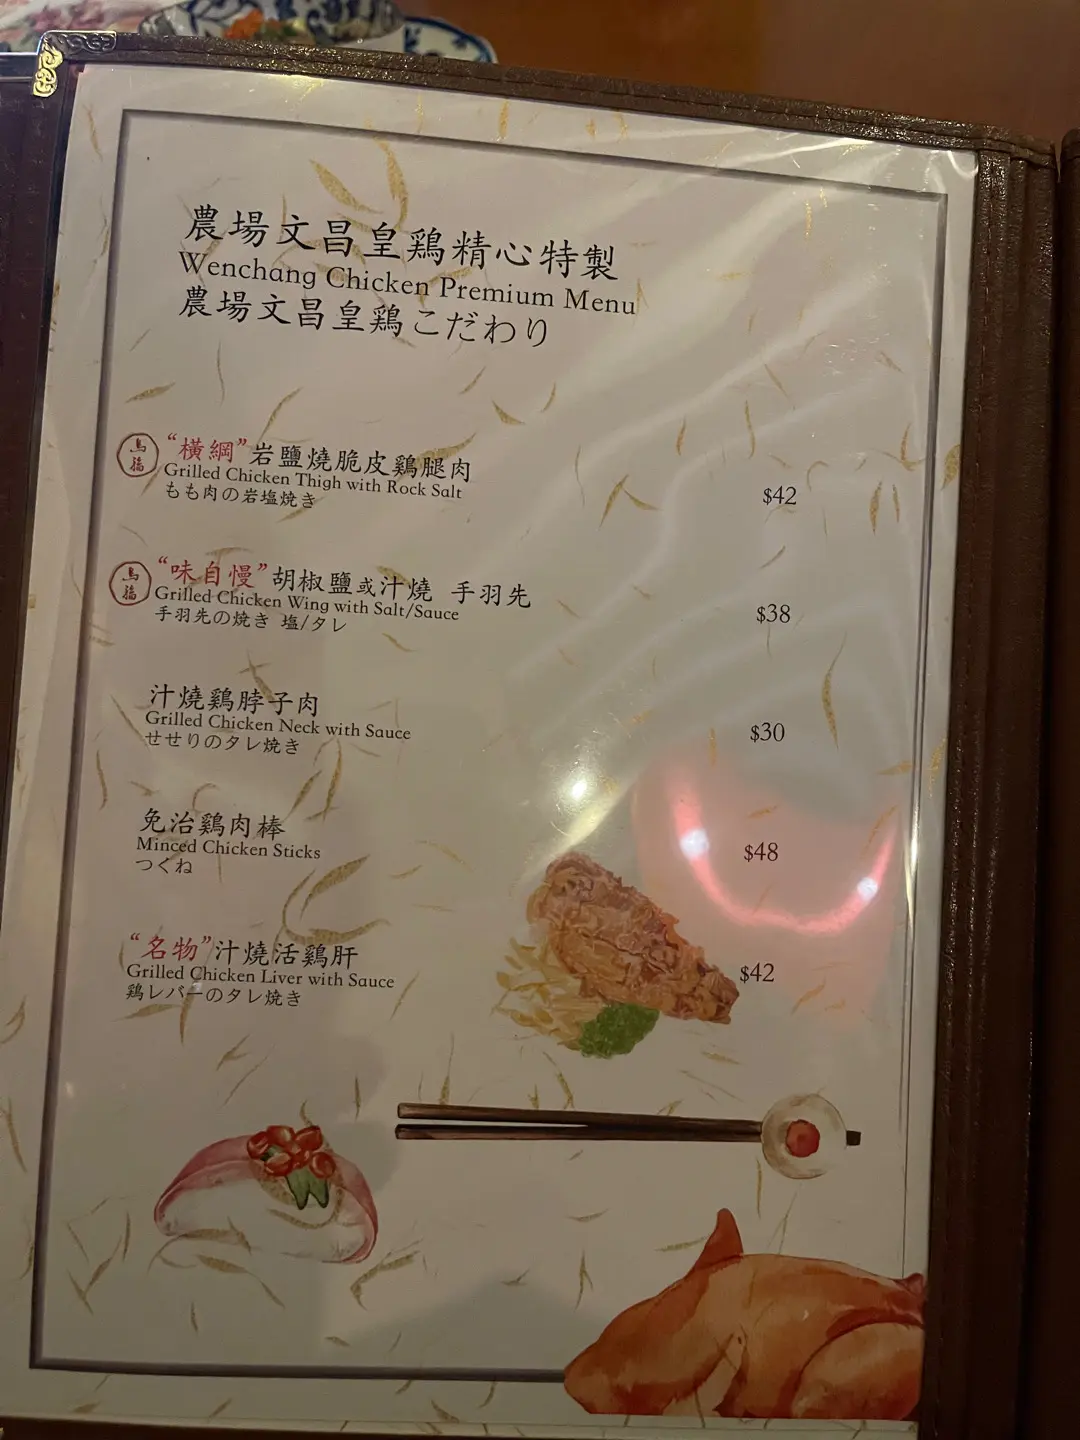 農場文昌皇鶏精心特製
Wenchang Chicken Premium Menu
農場文昌皇鶏こだわり
鳥福
“橫綱”岩鹽燒脆皮鶏腿肉
Grilled Chicken Thigh with Rock Salt
もも肉の岩塩焼き
$42
鳥福
“味自慢”胡椒鹽或汁燒 手羽先
Grilled Chicken Wing with Salt/Sauce
手羽先の焼き 塩/タレ
$38
汁燒鶏脖子肉
Grilled Chicken Neck with Sauce
せせりのタレ焼き
$30
免治鶏肉棒
Minced Chicken Sticks
つくね
$48
“名物”汁燒活鶏肝
Grilled Chicken Liver with Sauce
鶏レバーのタレ焼き
$42